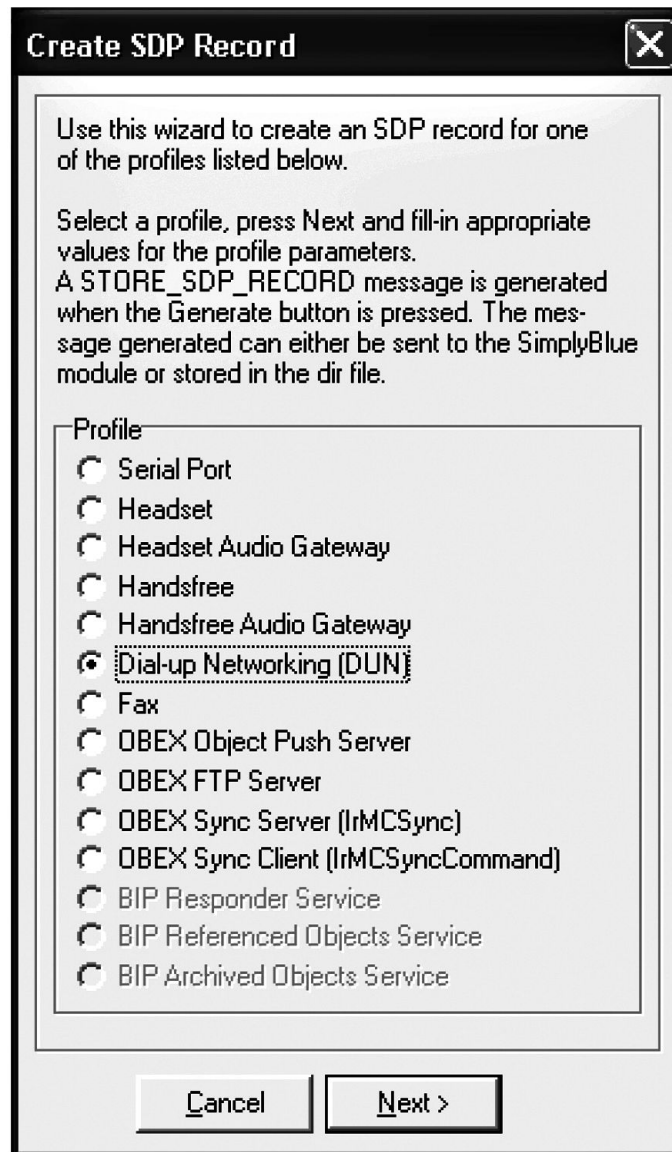 Create SDP Record
Use this wizard to create an SDP record for one
of the profiles listed below.
Select a profile, press Next and fill-in appropriate
values for the profile parameters.
A STORE_SDP_RECORD message is generated
when the Generate button is pressed. The mes-
sage generated can either be sent to the SimplyBlue
module or stored in the dir file.
Profile
Serial Port
Headset
Headset Audio Gateway
Handsfree
Handsfree Audio Gateway
Dial-up Networking (DUN)
Fax
OBEX Object Push Server
OBEX FTP Server
OBEX Sync Server (IrMCSync)
OBEX Sync Client (IrMCSyncCommand)
BIP Responder Service
BIP Referenced Objects Service
BIP Archived Objects Service
Cancel
Next >